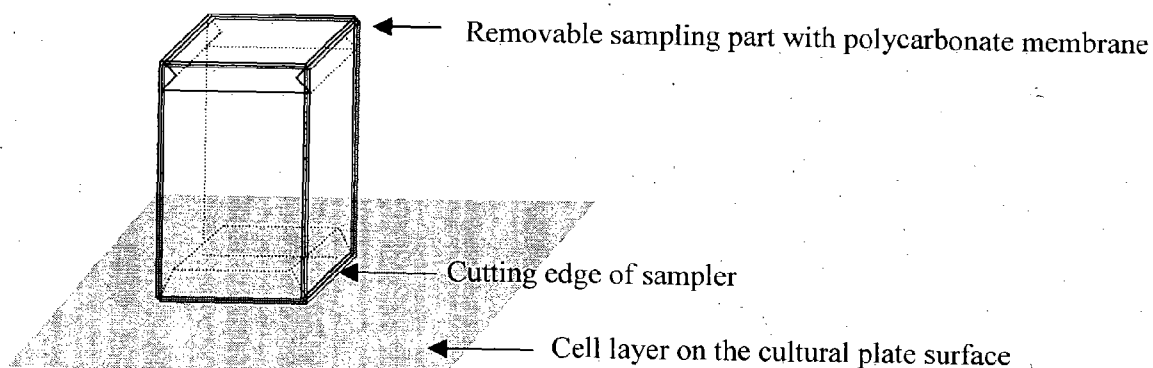 Removable sampling part with polycarbonate membrane
Cutting edge of sampler
Cell layer on the cultural plate surface